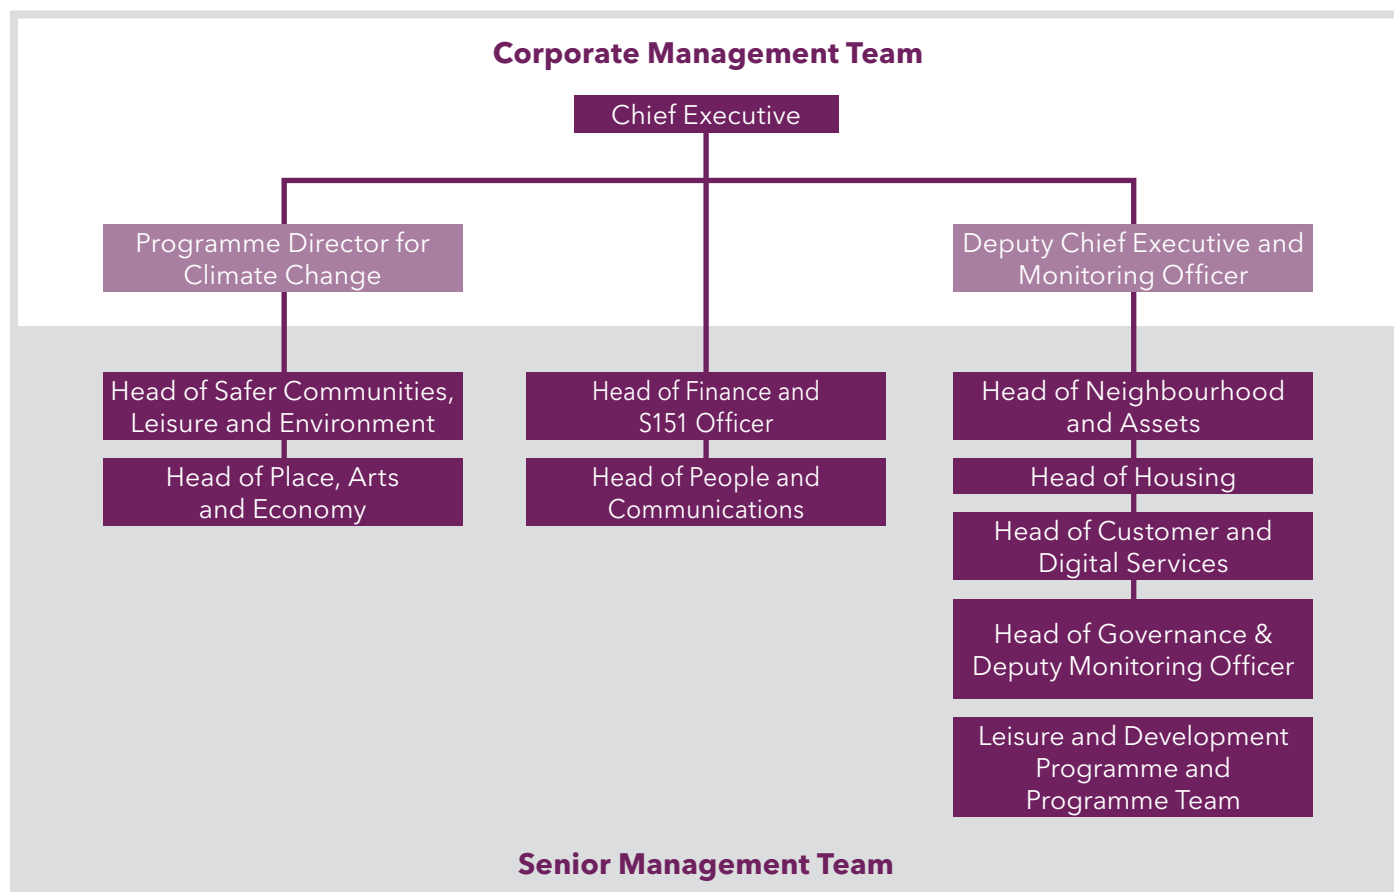 Corporate Management Team
Chief Executive
Programme Director for
Climate Change
Deputy Chief Executive and
Monitoring Officer
Head of Safer Communities,
Leisure and Environment
Head of Place, Arts
and Economy
Head of Finance and
S151 Officer
Head of People and
Communications
Head of Neighbourhood
and Assets
Head of Housing
Head of Customer and
Digital Services
Head of Governance &
Deputy Monitoring Officer
Leisure and Development
Programme and
Programme Team
Senior Management Team